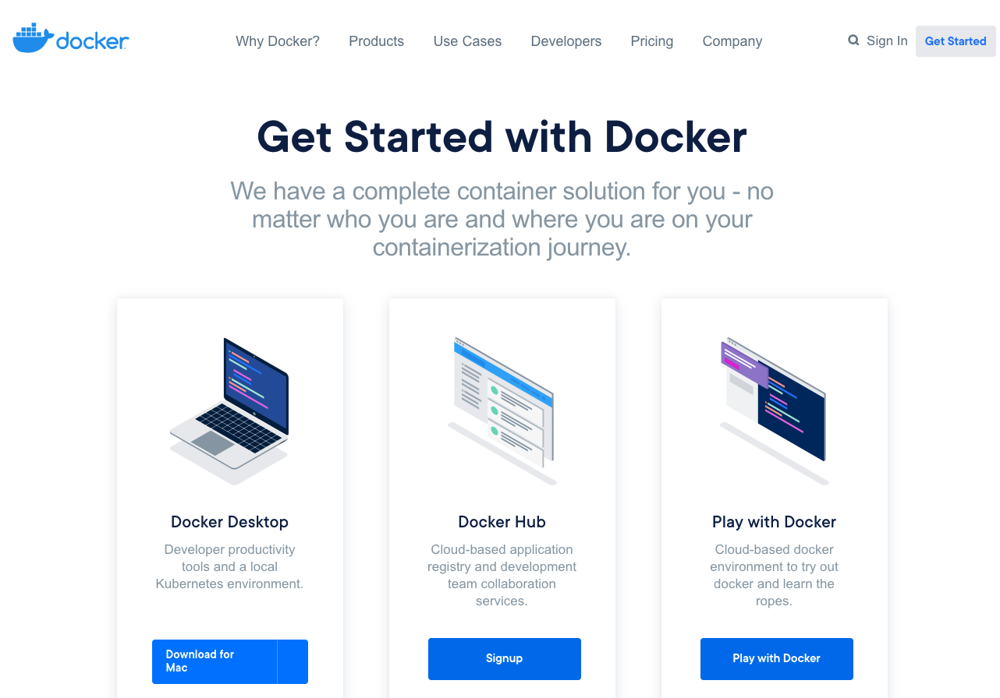 docker
Why Docker? Products Use Cases Developers Pricing Company
Sign In Get Started
Get Started with Docker
We have a complete container solution for you - no
matter who you are and where you are on your
containerization journey.
Docker Desktop
Developer productivity
tools and a local
Kubernetes environment.
Download for
Mac
Docker Hub
Cloud-based application
registry and development
team collaboration
services.
Signup
Play with Docker
Cloud-based docker
environment to try out
docker and learn the
ropes.
Play with Docker